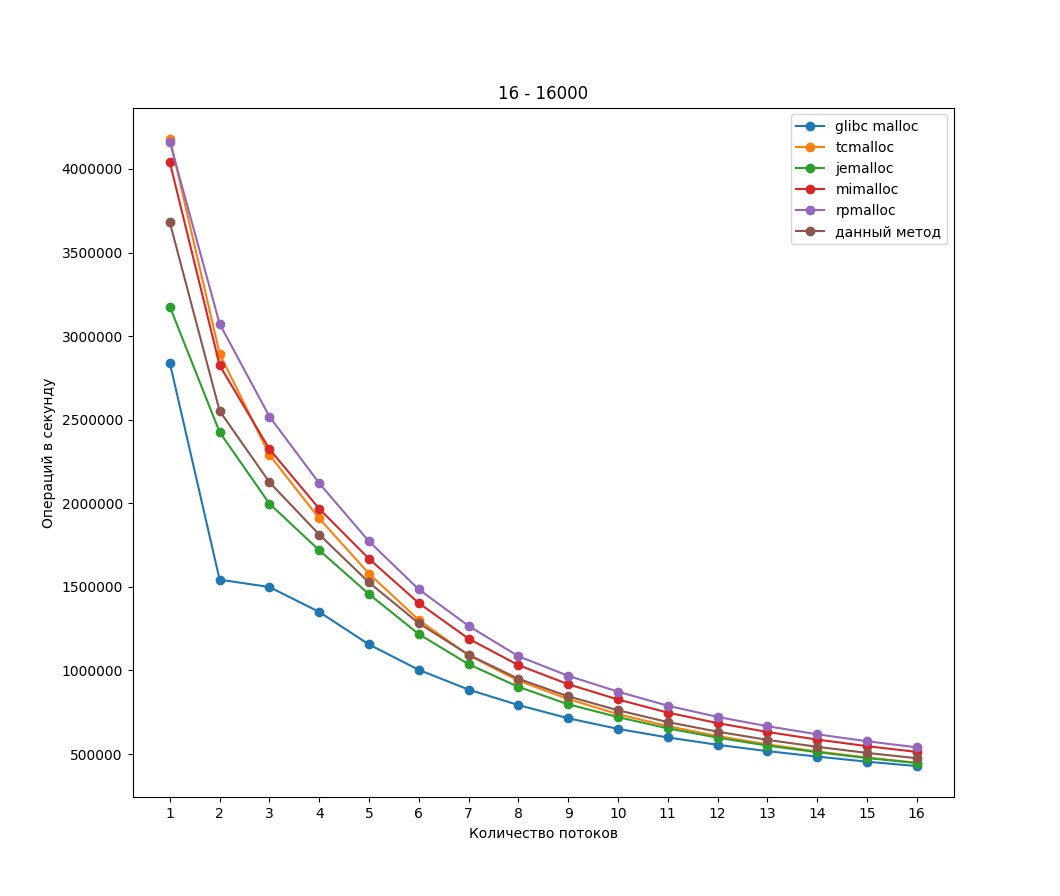 16 - 16000
glibc malloc
tcmalloc
jemalloc
mimalloc
rpmalloc
данный метод
Операций в секунду
4000000
3500000
3000000
2500000
2000000
1500000
1000000
500000
1 2 3 4 5 6 7 8 9 10 11 12 13 14 15 16
Количество потоков